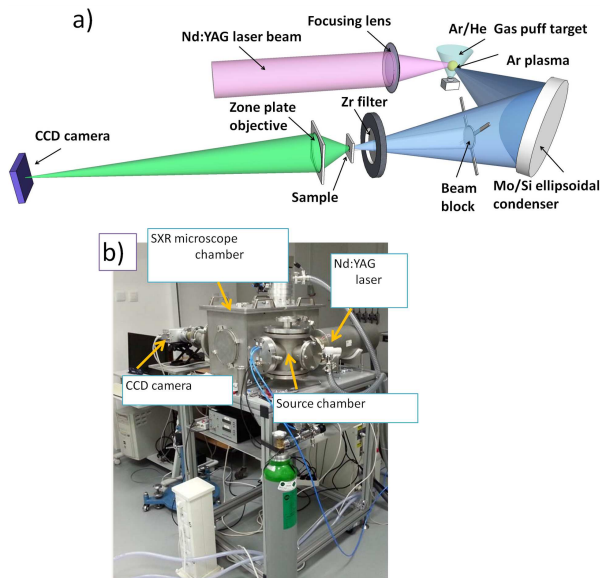 a)
Focusing lens
Ar/He Gas puff target
Nd:YAG laser beam
Ar plasma
Zr filter
Zone plate
objective
CCD camera
Sample
Beam
block
Mo/Si ellipsoidal
condenser
b)
SXR microscope
chamber
Nd:YAG
laser
CCD camera
Source chamber